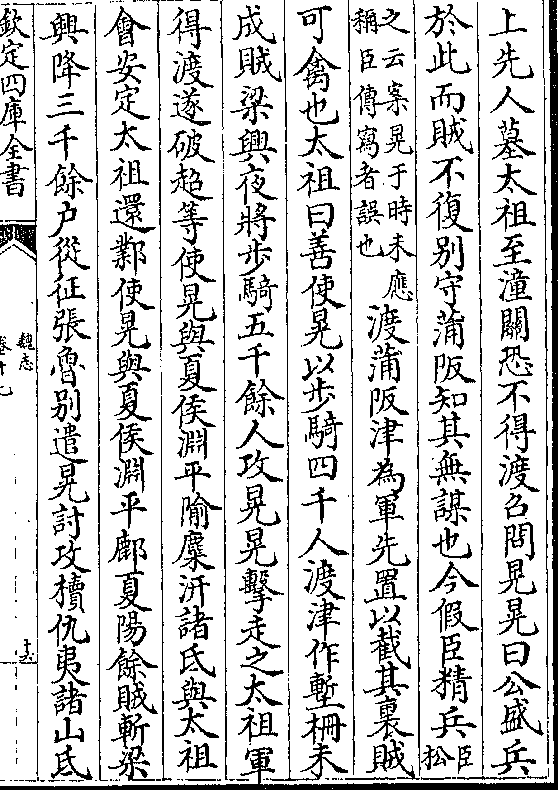 上先人墓太祖至潼關恐不得渡召問晃晃曰公盛兵
於此而賊不復別守蒲阪知其無謀也今假臣精兵臣松
之云案晃于時未應
稱臣傳寫者誤也
渡蒲阪津為軍先置以截其裏賊
可禽也太祖曰善使晃以步騎四千人渡津作塹柵未
成賊梁興夜將步騎五千餘人攻晃晃擊走之太祖軍
得渡遂破超等使晃與夏侯淵平隃麋汧諸氐與太祖
會安定太祖還鄴使晃與夏侯淵平鄜夏陽餘賊斬梁
興降三千餘户從征張魯别遣晃討攻櫝仇夷諸山氐
欽定四庫全書
魏志
卷十七
十六